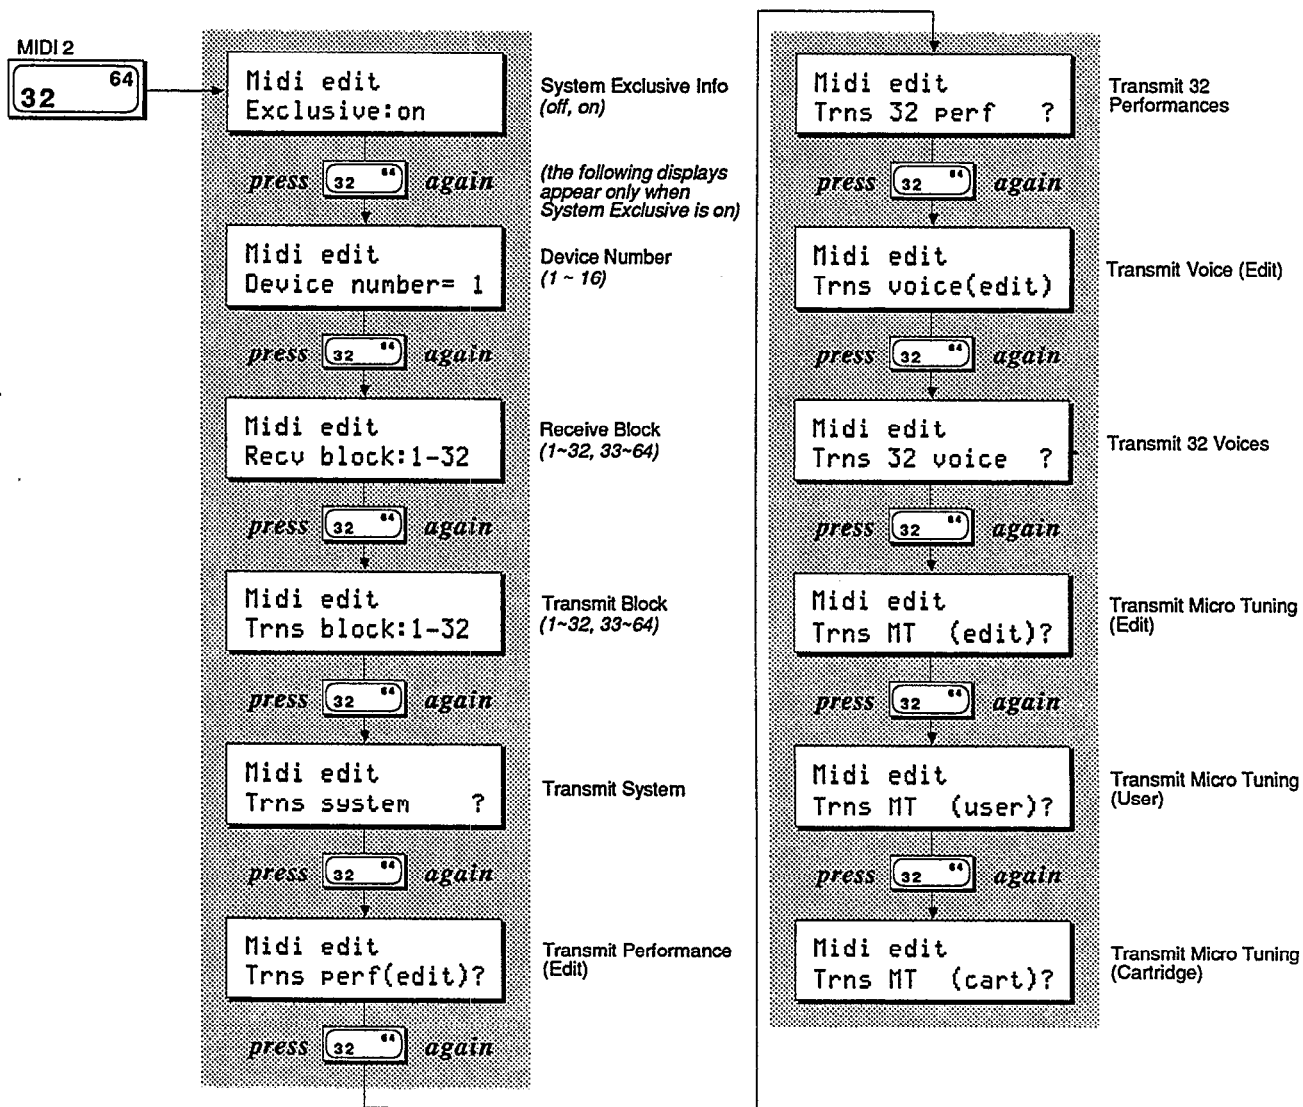 MIDI 2
32 64
Midi edit
Exclusive:on
System Exclusive Info
(off, on)
press 32 64 again
(the following displays
appear only when
System Exclusive is on)
Midi edit
Device number= 1
Device Number
(1 ~ 16)
press 32 64 again
Midi edit
Recv block:1-32
Receive Block
(1~32, 33~64)
press 32 64 again
Midi edit
Trns block:1-32
Transmit Block
(1~32, 33~64)
press 32 64 again
Midi edit
Trns system ?
Transmit System
press 32 64 again
Midi edit
Trns perf(edit)?
Transmit Performance
(Edit)
press 32 64 again
Midi edit
Trns 32 perf ?
Transmit 32
Performances
press 32 64 again
Midi edit
Trns voice(edit)
Transmit Voice (Edit)
press 32 64 again
Midi edit
Trns 32 voice ?
Transmit 32 Voices
press 32 64 again
Midi edit
Trns MT (edit)?
Transmit Micro Tuning
(Edit)
press 32 64 again
Midi edit
Trns MT (user)?
Transmit Micro Tuning
(User)
press 32 64 again
Midi edit
Trns MT (cart)?
Transmit Micro Tuning
(Cartridge)